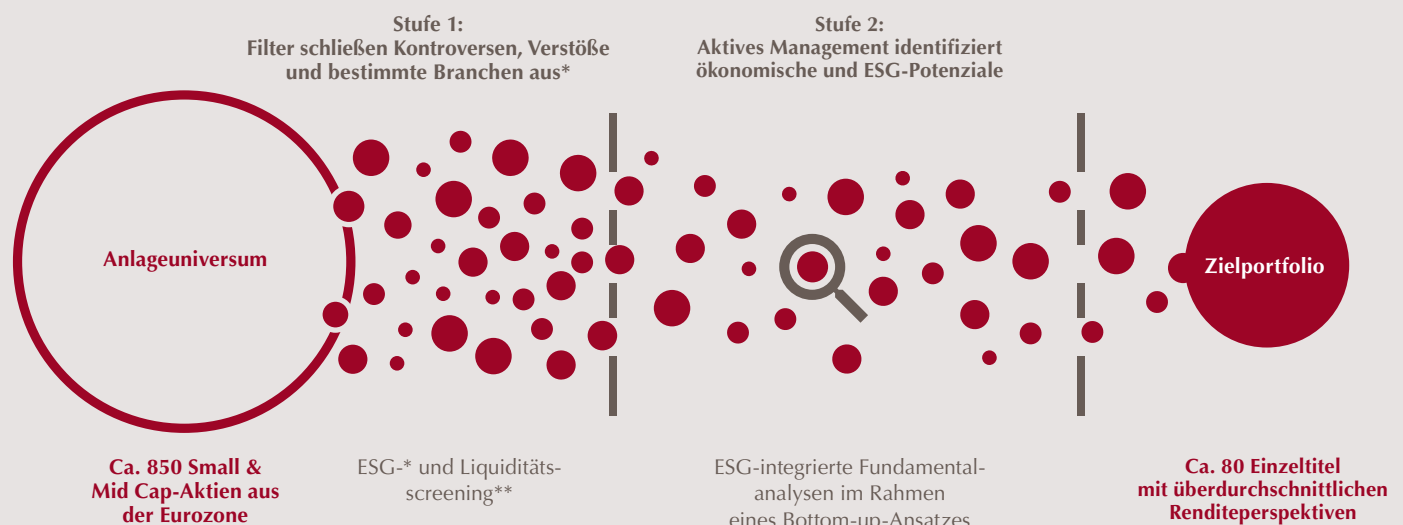 Stufe 1:
Filter schließen Kontroversen, Verstöße
und bestimmte Branchen aus*
Stufe 2:
Aktives Management identifiziert
ökonomische und ESG-Potenziale
Anlageuniversum
Zielportfolio
Ca. 850 Small &
Mid Cap-Aktien aus
der Eurozone
ESG-* und Liquiditäts-
screening**
ESG-integrierte Fundamental-
analysen im Rahmen
eines Bottom-up-Ansatzes
Ca. 80 Einzeltitel
mit überdurchschnittlichen
Renditeperspektiven